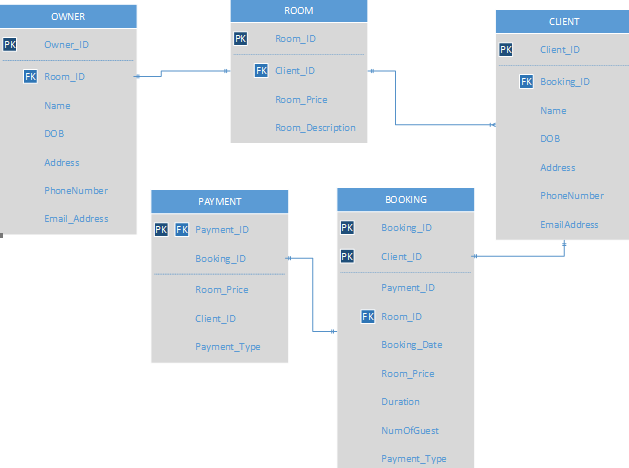 OWNER
PK Owner_ID
FK Room_ID
Name
DOB
Address
PhoneNumber
Email_Address
ROOM
PK Room_ID
FK Client_ID
Room_Price
Room_Description
CLIENT
PK Client_ID
FK Booking_ID
Name
DOB
Address
PhoneNumber
EmailAddress
PAYMENT
PK FK Payment_ID
Booking_ID
Room_Price
Client_ID
Payment_Type
BOOKING
PK Booking_ID
PK Client_ID
Payment_ID
FK Room_ID
Booking_Date
Room_Price
Duration
NumOfGuest
Payment_Type